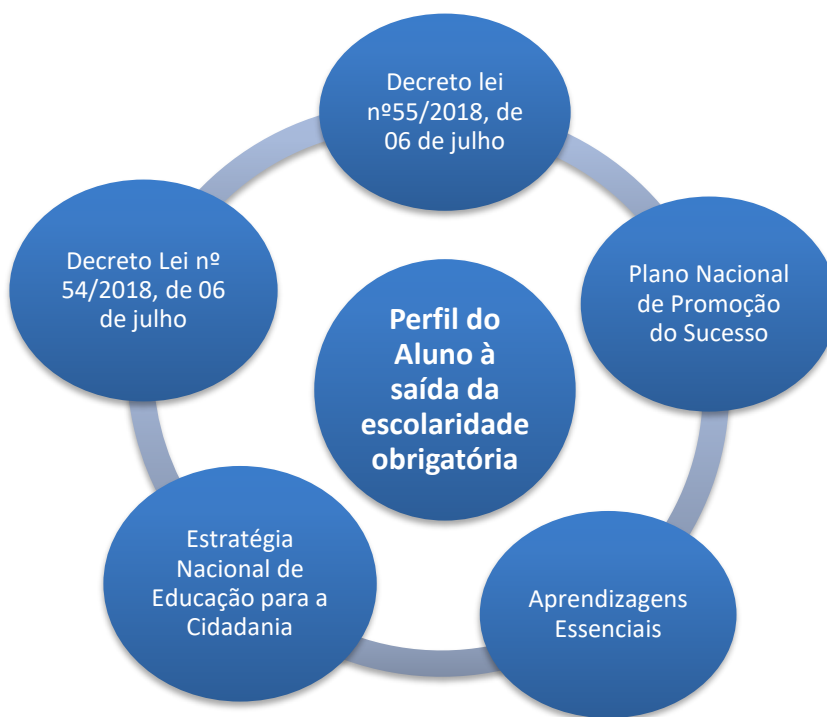 Decreto lei
nº55/2018, de
06 de julho
Decreto Lei nº
54/2018, de 06
de julho
Plano Nacional
de Promoção
do Sucesso
Perfil do
Aluno à
saída da
escolaridade
obrigatória
Estratégia
Nacional de
Educação para a
Cidadania
Aprendizagens
Essenciais